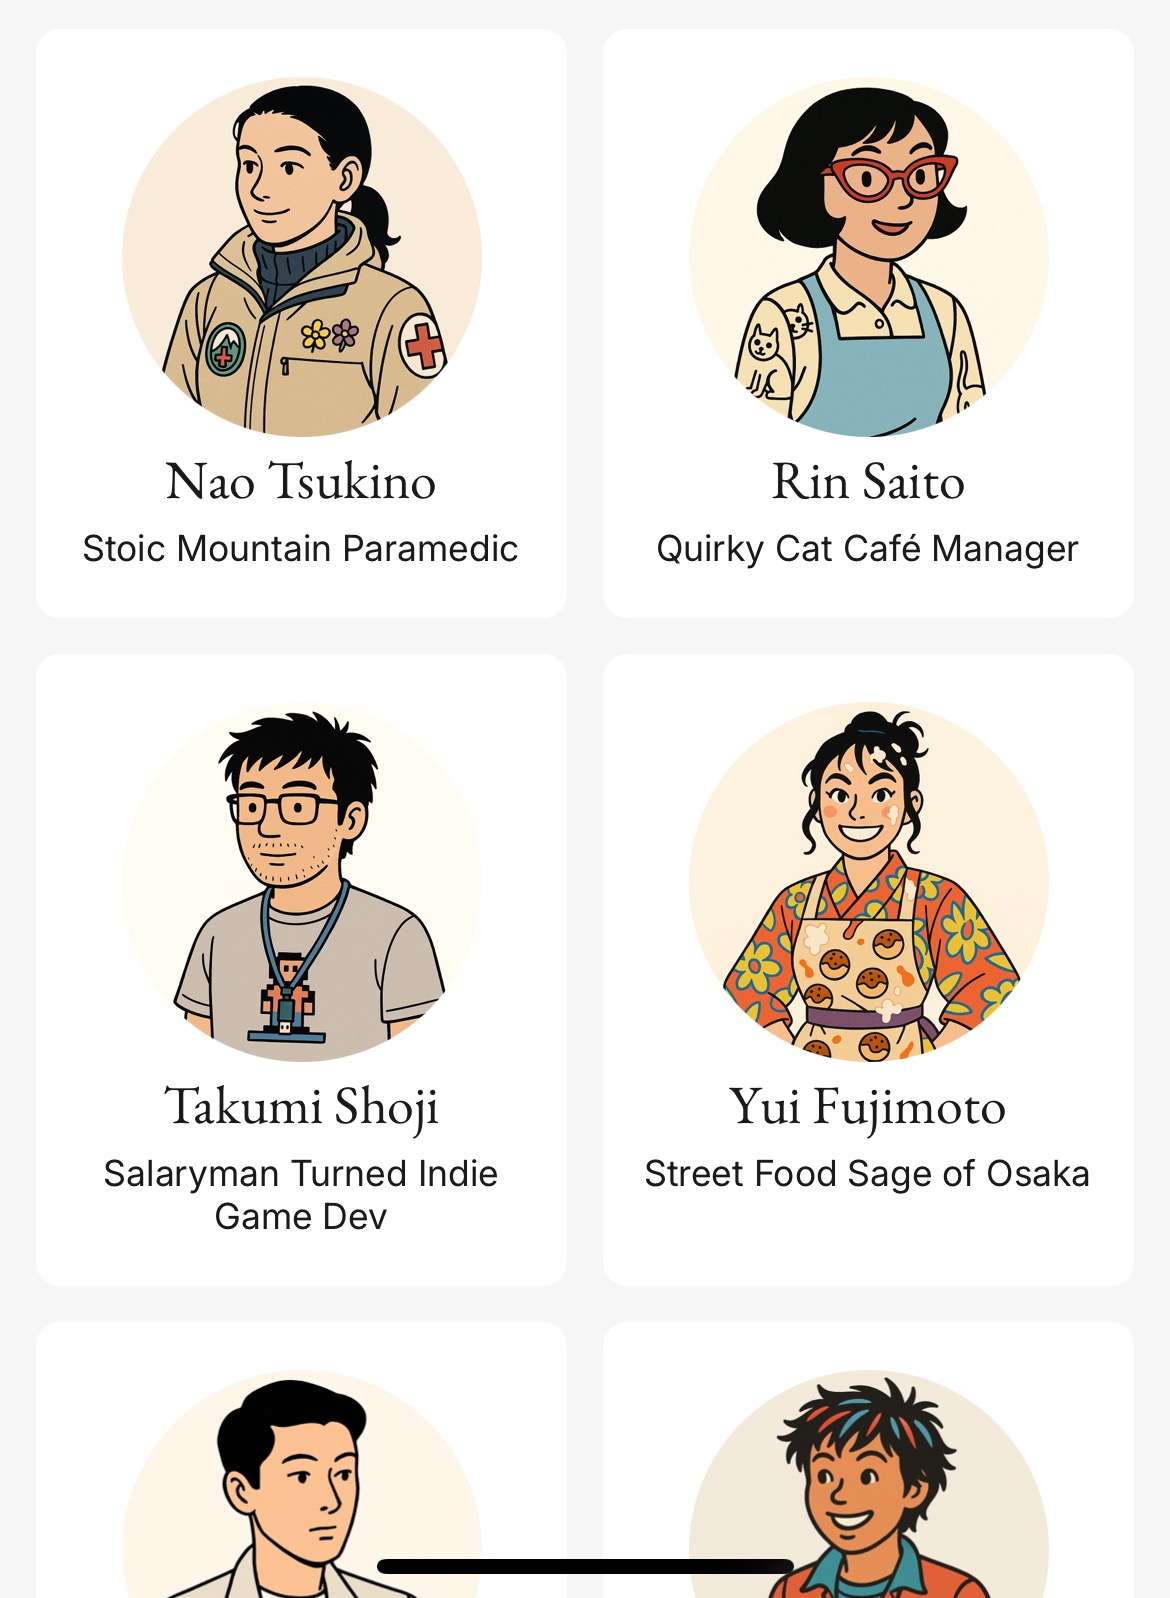 Nao Tsukino
Stoic Mountain Paramedic
Rin Saito
Quirky Cat Café Manager
Takumi Shoji
Salaryman Turned Indie
Game Dev
Yui Fujimoto
Street Food Sage of Osaka